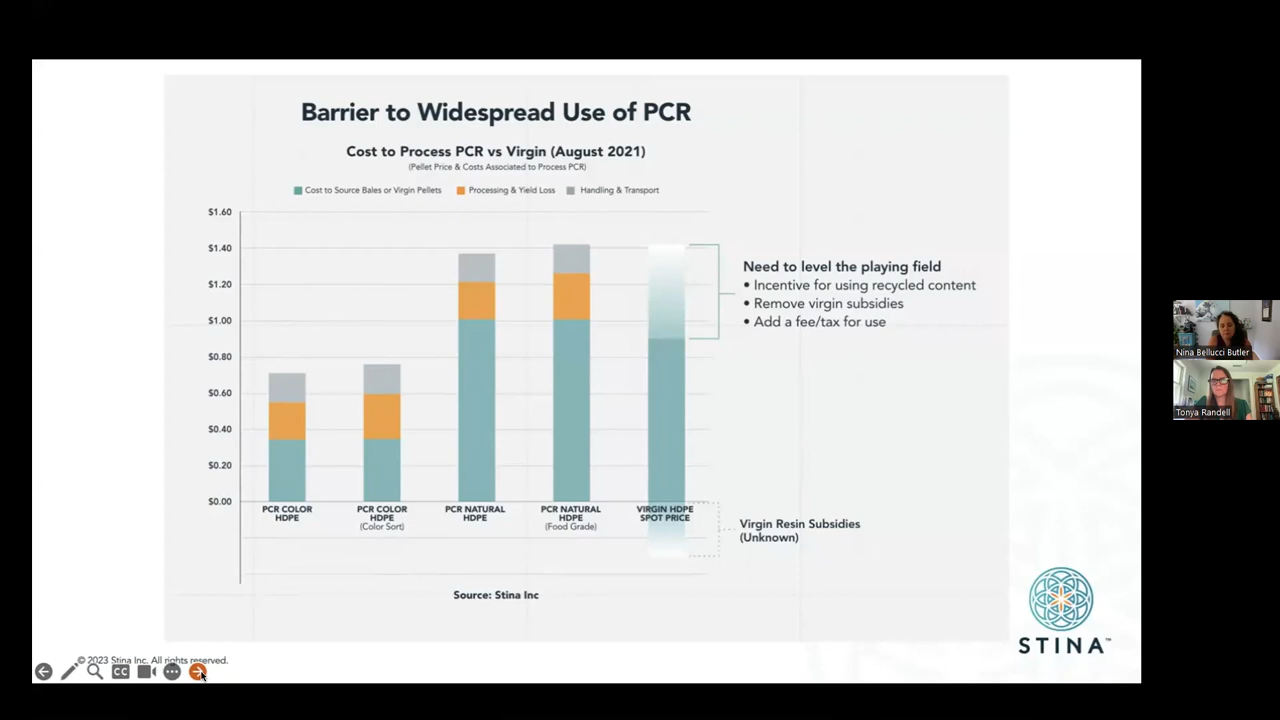 Barrier to Widespread Use of PCR
Cost to Process PCR vs Virgin (August 2021)
(Pellet Price & Costs Associated to Process PCR)
Cost to Source Bales or Virgin Pellets
Processing & Yield Loss
Handling & Transport
$1.60
$1.40
$1.20
$1.00
$0.80
$0.60
$0.40
$0.20
$0.00
PCR COLOR
HDPE
PCR COLOR
HDPE
(Color Sort)
PCR NATURAL
HDPE
PCR NATURAL
HDPE
(Food Grade)
VIRGIN HDPE
SPOT PRICE
Need to level the playing field
• Incentive for using recycled content
• Remove virgin subsidies
• Add a fee/tax for use
Virgin Resin Subsidies
(Unknown)
Source: Stina Inc
STINA™
© 2023 Stina Inc. All rights reserved.
CC
Nina Bellucci Butler
Tonya Randell